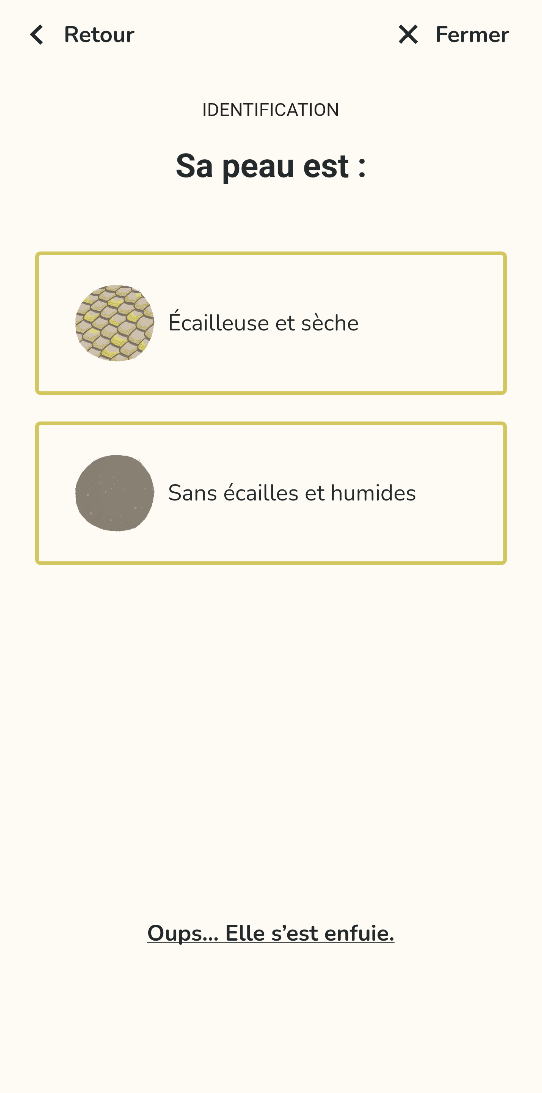 Retour
Fermer
IDENTIFICATION
Sa peau est :
Écailleuse et sèche
Sans écailles et humides
Oups... Elle s’est enfuie.